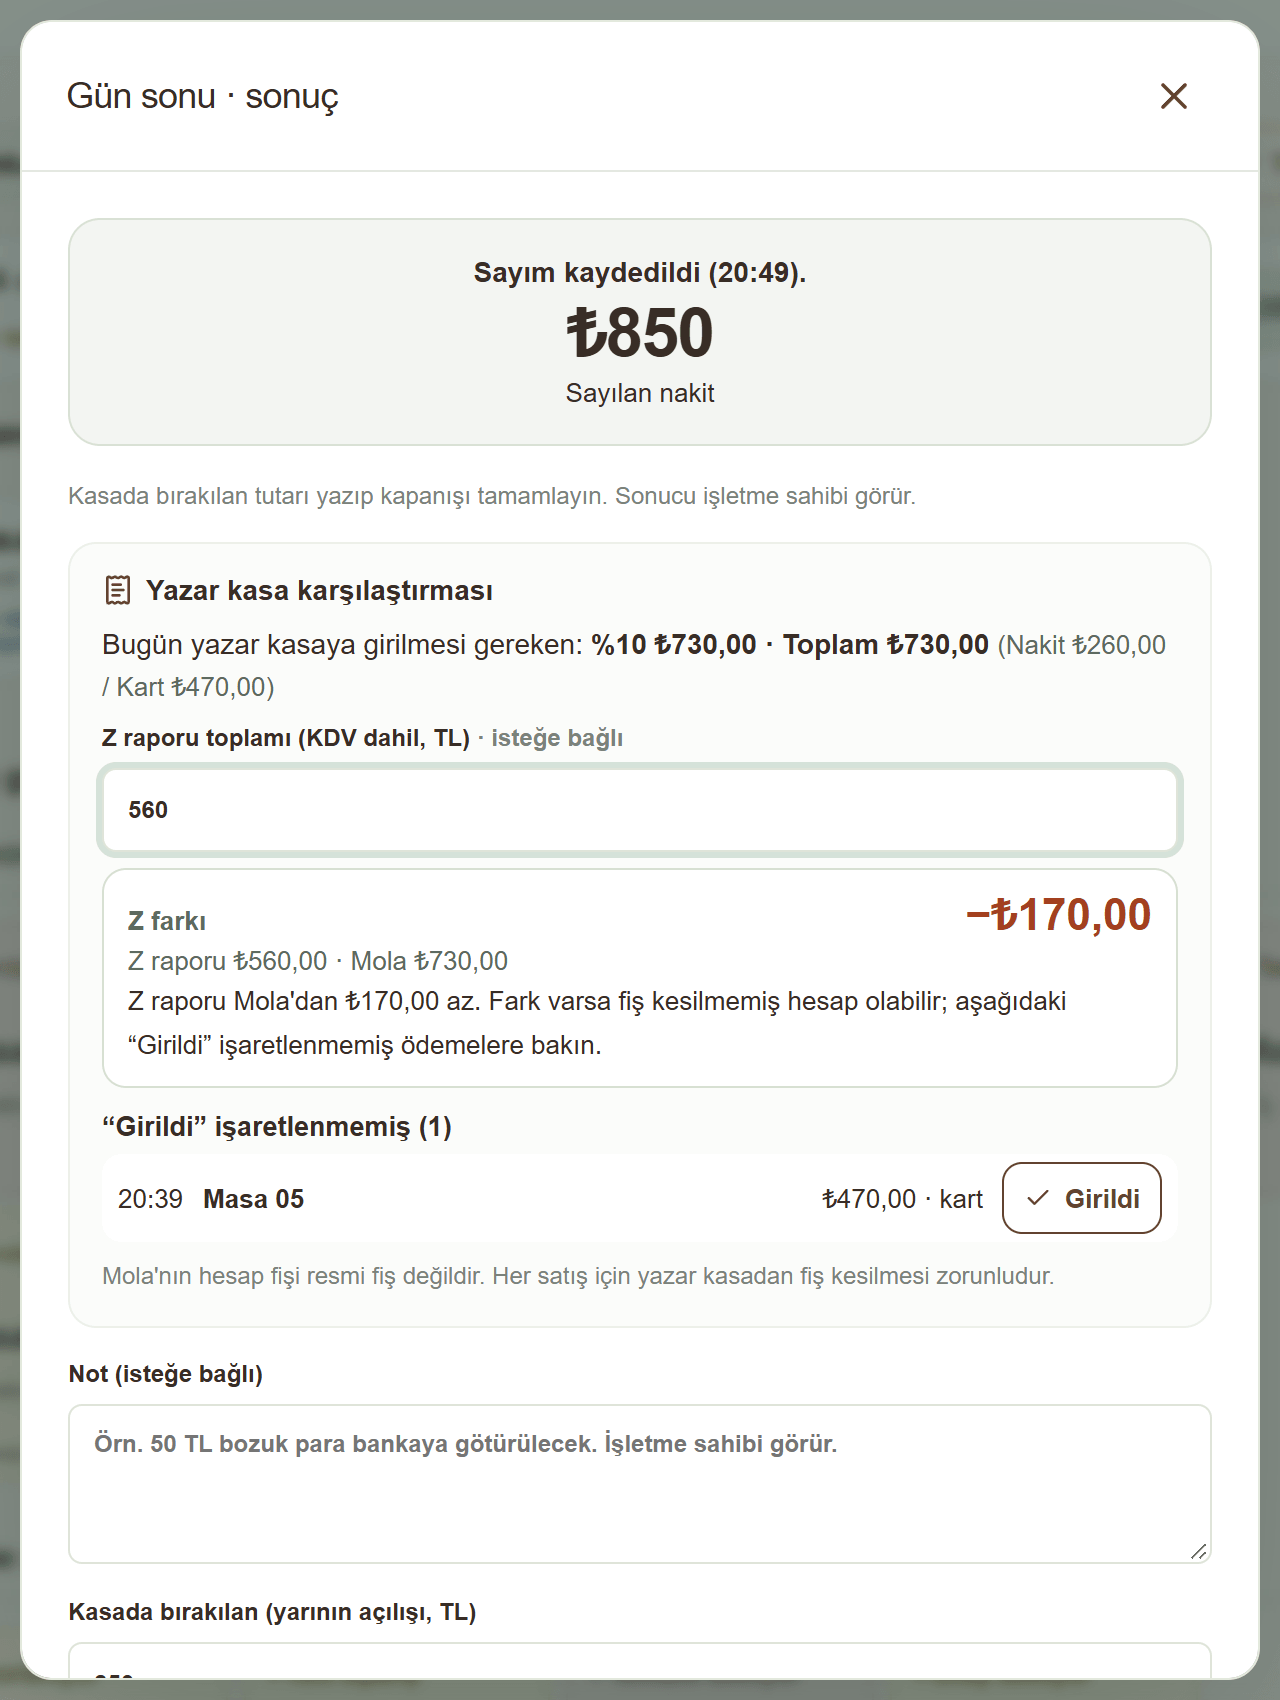 Gün sonu · sonuç
Sayım kaydedildi (20:49).
₺850
Sayılan nakit
Kasada bırakılan tutarı yazıp kapanışı tamamlayın. Sonucu işletme sahibi görür.
Yazar kasa karşılaştırması
Bugün yazar kasaya girilmesi gereken: %10 ₺730,00 · Toplam ₺730,00 (Nakit ₺260,00
/ Kart ₺470,00)
Z raporu toplamı (KDV dahil, TL) · isteğe bağlı
560
Z farkı
−₺170,00
Z raporu ₺560,00 · Mola ₺730,00
Z raporu Mola'dan ₺170,00 az. Fark varsa fiş kesilmemiş hesap olabilir; aşağıdaki
“Girildi” işaretlenmemiş ödemelere bakın.
“Girildi” işaretlenmemiş (1)
20:39 Masa 05 ₺470,00 · kart Girildi
Mola'nın hesap fişi resmi fiş değildir. Her satış için yazar kasadan fiş kesilmesi zorunludur.
Not (isteğe bağlı)
Örn. 50 TL bozuk para bankaya götürülecek. İşletme sahibi görür.
Kasada bırakılan (yarının açılışı, TL)